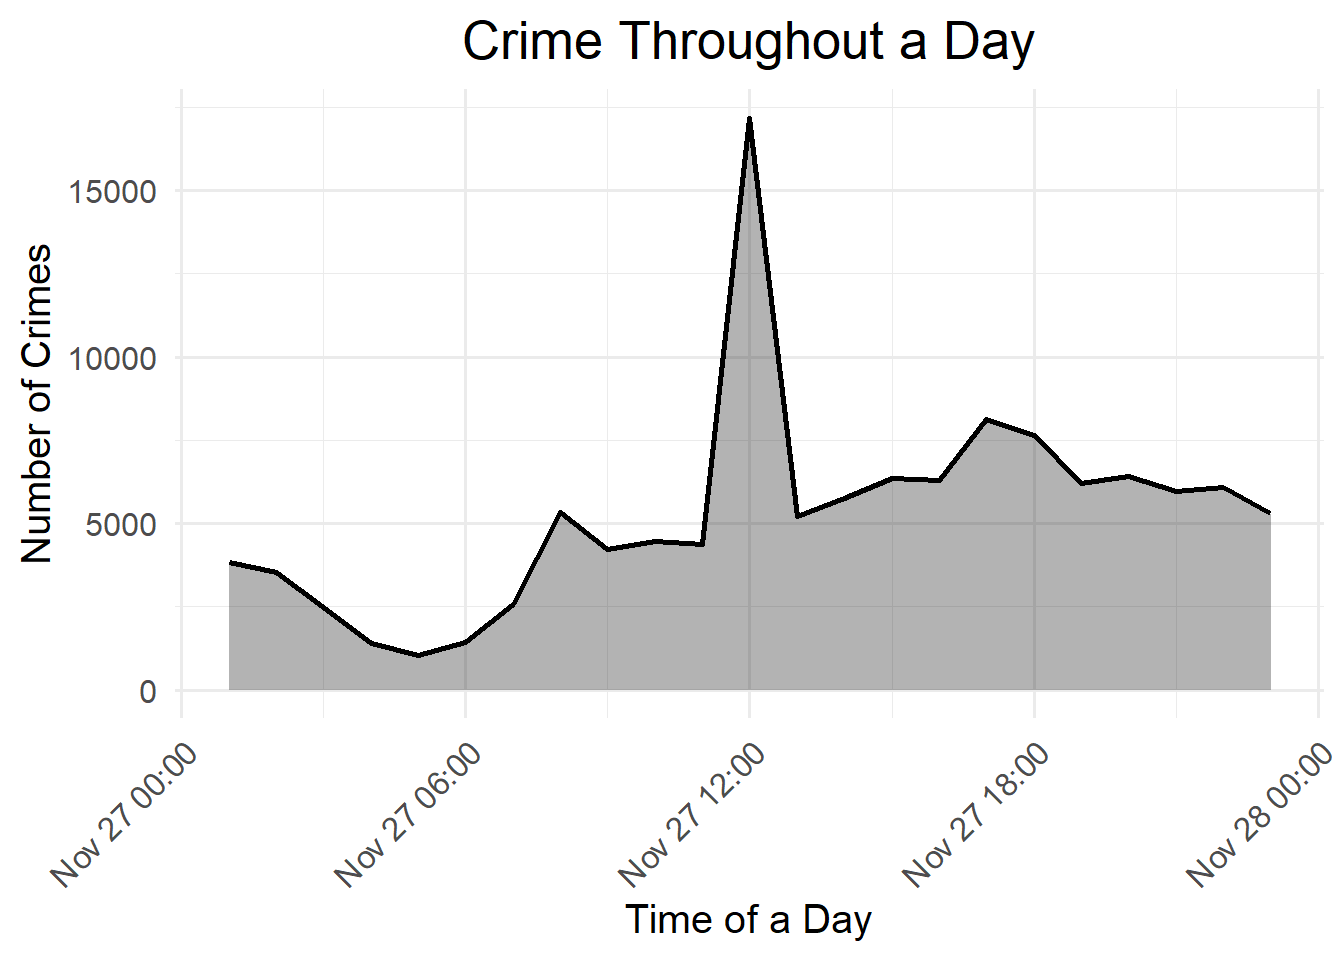 Crime Throughout a Day
Number of Crimes
15000
10000
5000
0
Nov 27 00:00
Nov 27 06:00
Nov 27 12:00
Nov 27 18:00
Nov 28 00:00
Time of a Day